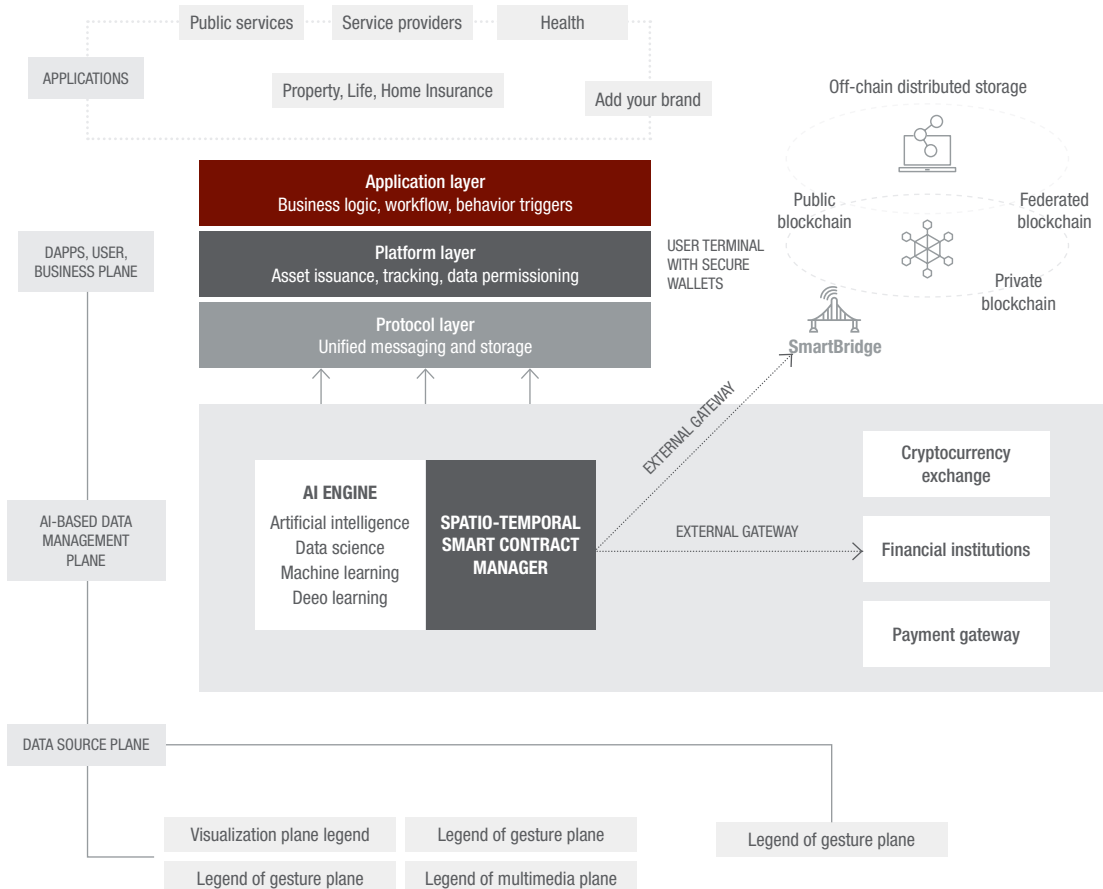 Public services
Service providers
Health
APPLICATIONS
Property, Life, Home Insurance
Add your brand
Off-chain distributed storage
Application layer
Business logic, workflow, behavior triggers
Public
blockchain
Federated
blockchain
DAPPS, USER,
BUSINESS PLANE
Platform layer
Asset issuance, tracking, data permissioning
USER TERMINAL
WITH SECURE
WALLETS
Private
blockchain
Protocol layer
Unified messaging and storage
SmartBridge
EXTERNAL GATEWAY
AI-BASED DATA
MANAGEMENT
PLANE
AI ENGINE
Artificial intelligence
Data science
Machine learning
Deeo learning
SPATIO-TEMPORAL
SMART CONTRACT
MANAGER
EXTERNAL GATEWAY
Cryptocurrency
exchange
Financial institutions
Payment gateway
DATA SOURCE PLANE
Visualization plane legend
Legend of gesture plane
Legend of gesture plane
Legend of gesture plane
Legend of multimedia plane